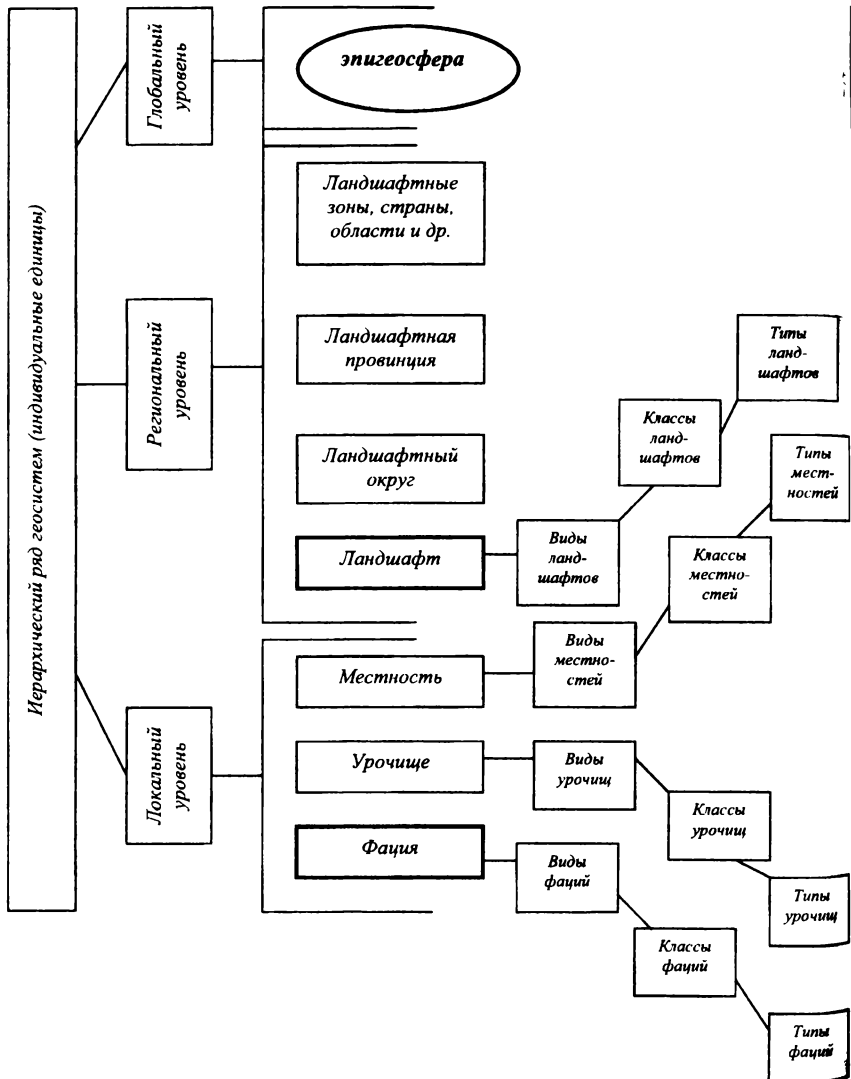 Иерархический ряд геосистем (индивидуальные единицы)
Глобальный
уровень
эпигеосфера
Региональный
уровень
Ландшафтные
зоны, страны,
области и др.
Ландшафтная
провинция
Ландшафтный
округ
Ландшафт
Виды
ланд-
шафтов
Классы
ланд-
шафтов
Типы
ланд-
шафтов
Локальный
уровень
Местность
Виды
местно-
стей
Классы
местно-
стей
Типы
мест-
ностей
Урочище
Виды
урочищ
Классы
урочищ
Типы
урочищ
Фация
Виды
фаций
Классы
фаций
Типы
фаций